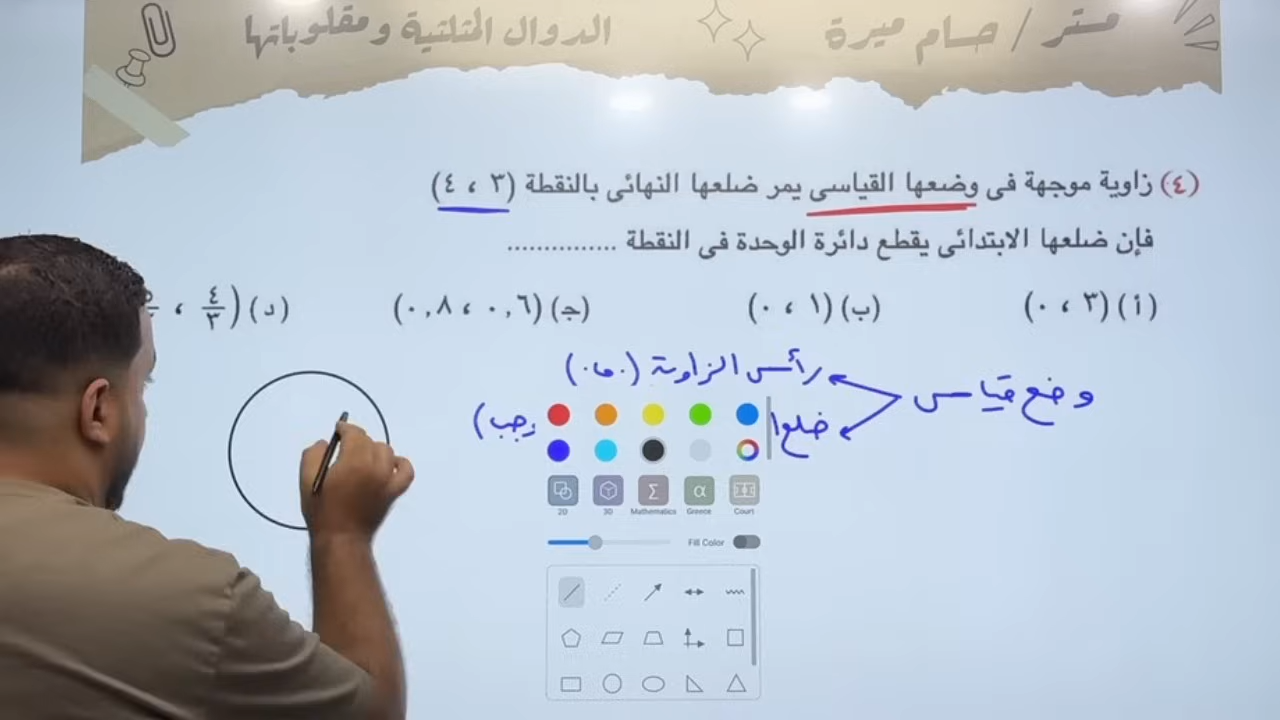 مستر / حسام ميرة
الدوال المثلثية ومقلوباتها
(٤) زاوية موجهة فى وضعها القياسى يمر ضلعها النهائى بالنقطة (٣ ، ٤)
فإن ضلعها الابتدائى يقطع دائرة الوحدة فى النقطة ...............
(أ) (٣ ، ٠) (ب) (١ ، ٠) (جـ) (٠,٦ ، ٠,٨) (د) (٤/٣ ،
وضع قياسى
رأس الزاوية (٠،٠)
ضلعها
وجب)
2D 3D Mathematics Greece Court
Fill Color